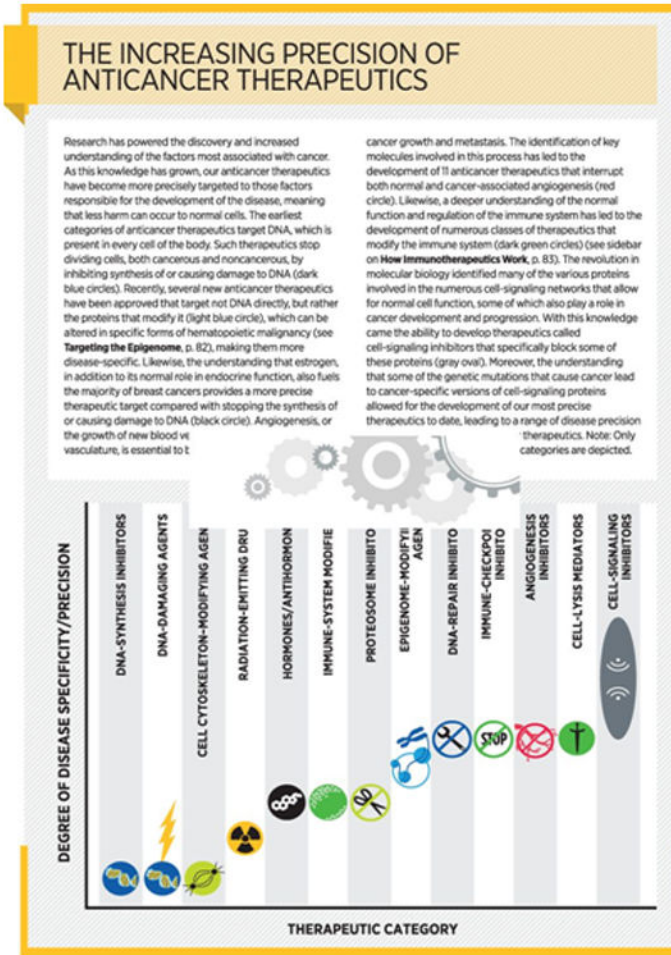 THE INCREASING PRECISION OF
ANTICANCER THERAPEUTICS
Research has powered the discovery and increased
understanding of the factors most associated with cancer.
As this knowledge has grown, our anticancer therapeutics
have become more precisely targeted to those factors
responsible for the development of the disease, meaning
that less harm can occur to normal cells. The earliest
categories of anticancer therapeutics target DNA, which is
present in every cell of the body. Such therapeutics stop
dividing cells, both cancerous and noncancerous, by
inhibiting synthesis of or causing damage to DNA (dark
blue circles). Recently, several new anticancer therapeutics
have been approved that target not DNA directly, but rather
the proteins that modify it (light blue circle), which can be
altered in specific forms of hematopoietic malignancy (see
Targeting the Epigenome, p. 82), making them more
disease-specific. Likewise, the understanding that estrogen,
in addition to its normal role in endocrine function, also fuels
the majority of breast cancers provides a more precise
therapeutic target compared with stopping the synthesis of
or causing damage to DNA (black circle). Angiogenesis, or
the growth of new blood ve
vasculature, is essential to
cancer growth and metastasis. The identification of key
molecules involved in this process has led to the
development of 11 anticancer therapeutics that interrupt
both normal and cancer-associated angiogenesis (red
circle). Likewise, a deeper understanding of the normal
function and regulation of the immune system has led to the
development of numerous classes of therapeutics that
modify the immune system (dark green circles) (see sidebar
on How Immunotherapeutics Work, p. 83). The revolution in
molecular biology identified many of the various proteins
involved in the numerous cell-signaling networks that allow
for normal cell function, some of which also play a role in
cancer development and progression. With this knowledge
came the ability to develop therapeutics called
cell-signaling inhibitors that specifically block some of
these proteins (gray oval). Moreover, the understanding
that some of the genetic mutations that cause cancer lead
to cancer-specific versions of cell-signaling proteins
allowed for the development of our most precise
therapeutics to date, leading to a range of disease precision
therapeutics. Note: Only
categories are depicted.
DEGREE OF DISEASE SPECIFICITY/PRECISION
DNA-SYNTHESIS INHIBITORS
DNA-DAMAGING AGENTS
CELL CYTOSKELETON-MODIFYING AGEN
RADIATION-EMITTING DRU
HORMONES/ANTIHORMON
IMMUNE-SYSTEM MODIFIE
PROTEOSOME INHIBITO
EPIGENOME-MODIFYI
AGEN
DNA-REPAIR INHIBITO
IMMUNE-CHECKPOI
INHIBITO
ANGIOGENESIS
INHIBITORS
CELL-LYSIS MEDIATORS
CELL-SIGNALING
INHIBITORS
STOP
THERAPEUTIC CATEGORY